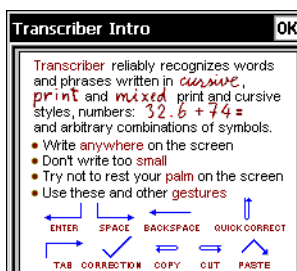 Transcriber Intro OK
Transcriber reliably recognizes words
and phrases written in cursive,
print and mixed print and cursive
styles, numbers: 32.6 + 74 =
and arbitrary combinations of symbols.
• Write anywhere on the screen
• Don't write too small
• Try not to rest your palm on the screen
• Use these and other gestures
ENTER SPACE BACKSPACE QUICK CORRECT
TAB CORRECTION COPY CUT PASTE